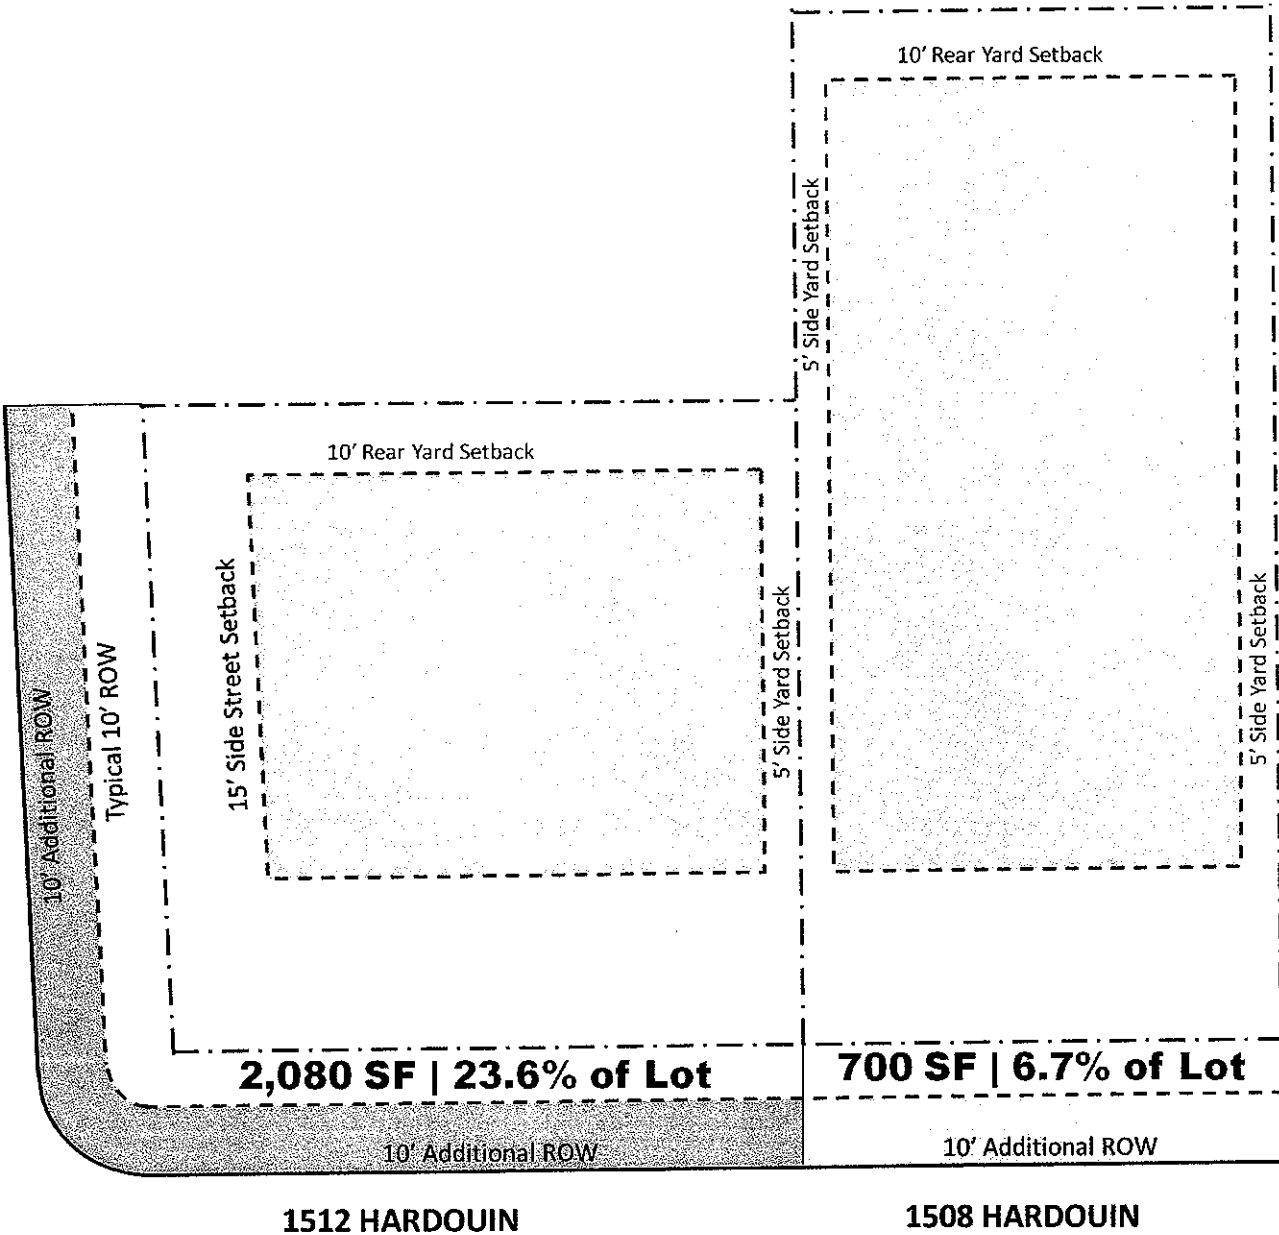 10' Rear Yard Setback
5' Side Yard Setback
10' Rear Yard Setback
15' Side Street Setback
5' Side Yard Setback
5' Side Yard Setback
Typical 10' ROW
10' Additional ROW
2,080 SF | 23.6% of Lot
700 SF | 6.7% of Lot
10' Additional ROW
10' Additional ROW
1512 HARDOUIN
1508 HARDOUIN